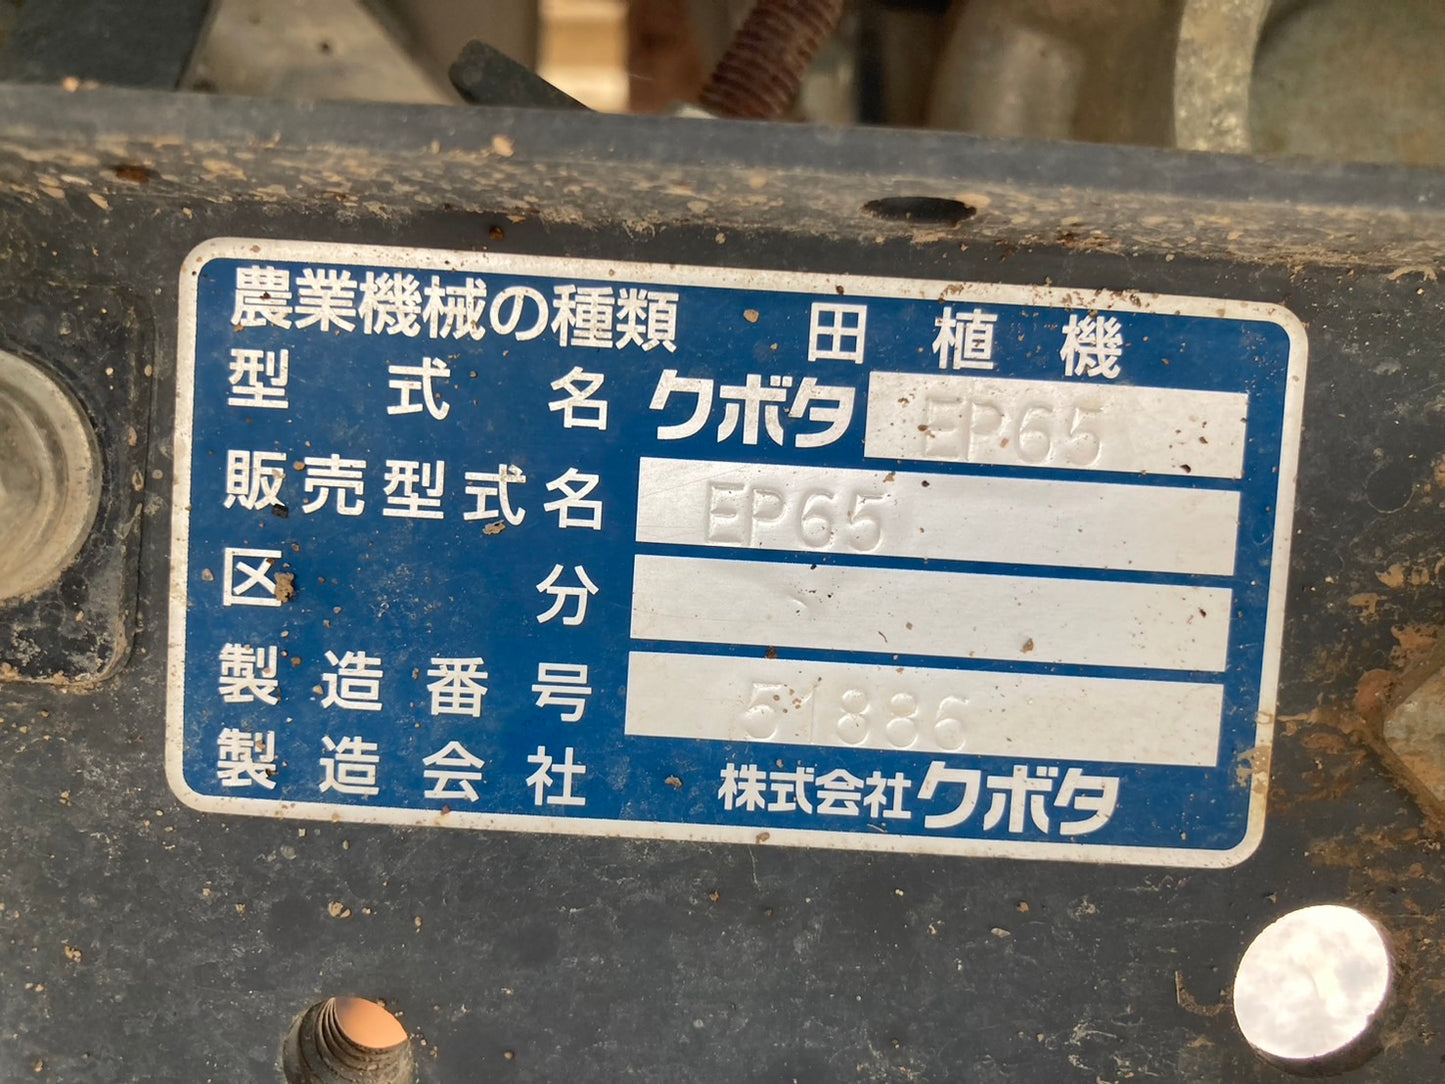 農業機械の種類 田植機
型式名 クボタ EP65
販売型式名 EP65
区分
製造番号 51886
製造会社 株式会社クボタ